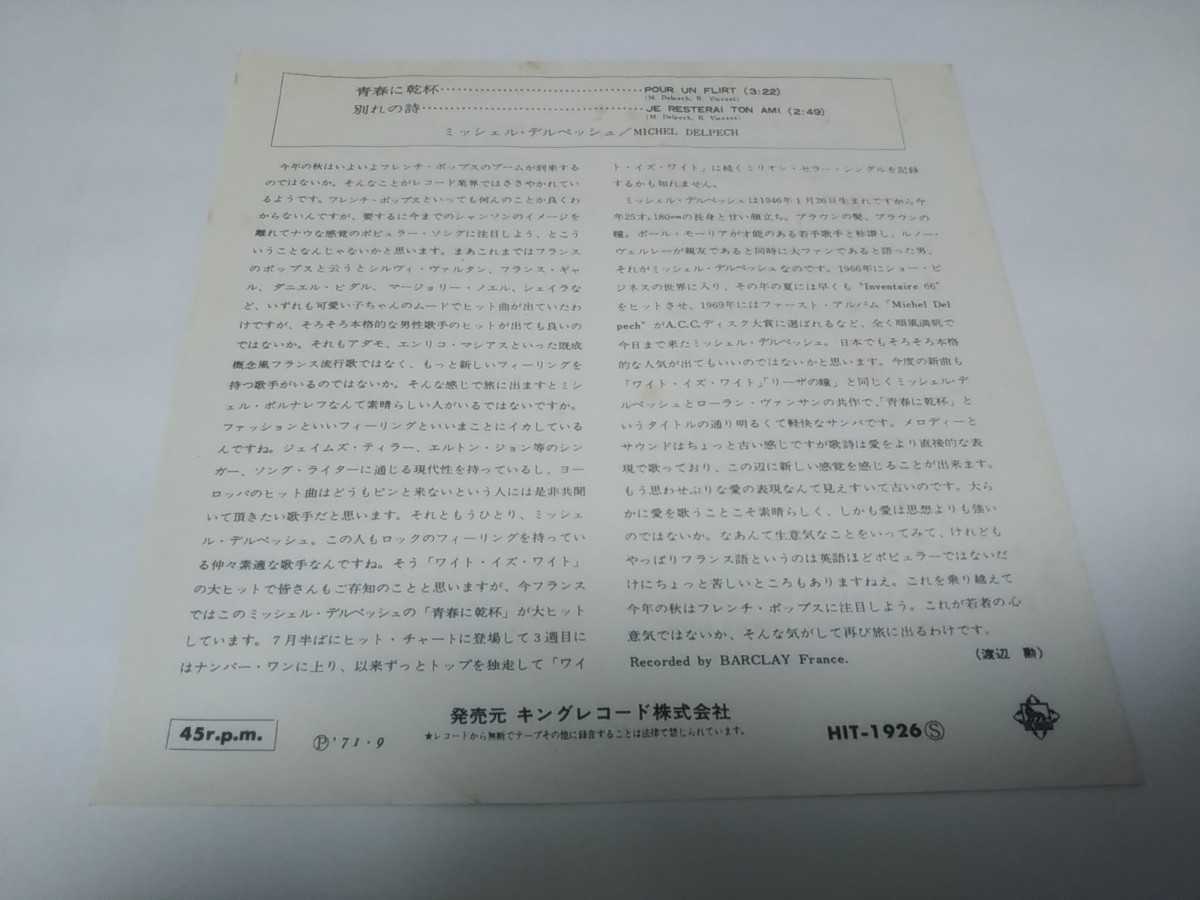 青春に乾杯……………………………POUR UN FLIRT (3:22)
(M. Delpech, R. Vincent)
別れの詩………………………………JE RESTERAI TON AMI (2:49)
(M. Delpech, R. Vincent)
ミッシェル・デルペッシュ／MICHEL DELPECH
今年の秋はいよいよフレンチ・ポップスのブームが到来する
のではないか。そんなことがレコード業界ではささやかれてい
るようです。フレンチ・ポップスといっても何んのことか良くわ
からないんですが、要するに今までのシャンソンのイメージを
離れてナウな感覚のポピュラー・ソングに注目しよう、とこう
いうことなんじゃないかと思います。まあこれまではフランス
のポップスと云うとシルヴィ・ヴァルタン、フランス・ギャ
ル、ダニエル・ビダル、マージョリー・ノエル、シェイラな
ど、いずれも可愛い子ちゃんのムードでヒット曲が出ていたわ
けですが、そろそろ本格的な男性歌手のヒットが出ても良いの
ではないか。それもアダモ、エンリコ・マシアスといった既成
概念風フランス流行歌ではなく、もっと新しいフィーリングを
持つ歌手がいるのではないか。そんな感じで旅に出ますとミシ
ェル・ポルナレフなんて素晴らしい人がいるではないですか。
ファッションといいフィーリングといいまことにイカしている
んですね。ジェイムズ・ティラー、エルトン・ジョン等のシン
ガー、ソング・ライターに通じる現代性を持っているし、ヨー
ロッパのヒット曲はどうもピンと来ないという人には是非共聞
いて頂きたい歌手だと思います。それともうひとり、ミッシェ
ル・デルペッシュ。この人もロックのフィーリングを持ってい
る仲々素適な歌手なんですね。そう「ワイト・イズ・ワイト」
の大ヒットで皆さんもご存知のことと思いますが、今フランス
ではこのミッシェル・デルペッシュの「青春に乾杯」が大ヒット
しています。7月半ばにヒット・チャートに登場して3週目に
はナンバー・ワンに上り、以来ずっとトップを独走して「ワイ
ト・イズ・ワイト」に続くミリオン・セラー・シングルを記録
するかも知れません。
ミッシェル・デルペッシュは1946年1月26日生まれですから今
年25才。180cmの長身と甘い顔立ち。ブラウンの髪、ブラウンの
瞳。ポール・モーリアが才能のある若手歌手と称讃し、ルノー・
ヴェルレーが親友であると同時に大ファンであると語った男。
それがミッシェル・デルペッシュなのです。1966年にショー・ビ
ジネスの世界に入り、その年の夏には早くも“Inventaire 66”
をヒットさせ、1969年にはファースト・アルバム「Michel Del
pech”がA.C.C.ディスク大賞に選ばれるなど、全く順風満帆で
今日まで来たミッシェル・デルペッシュ。日本でもそろそろ本格
的な人気が出てもいいのではないかと思います。今度の新曲も
「ワイト・イズ・ワイト」「リーザの瞳」と同じくミッシェル・デ
ルペッシュとローラン・ヴァンサンの共作で、「青春に乾杯」と
いうタイトルの通り明るくて軽快なサンバです。メロディーと
サウンドはちょっと古い感じですが歌詩は愛をより直接的な表
現で歌っており、この辺に新しい感覚を感じることが出来ます。
もう思わせぶりな愛の表現なんて見えすいて古いのです。大ら
かに愛を歌うことこそ素晴らしく、しかも愛は思想よりも強い
のではないか。なあんて生意気なことをいってみて、けれども
やっぱりフランス語というのは英語ほどポピュラーではないだ
けにちょっと苦しいところもありますねえ。これを乗り越えて
今年の秋はフレンチ・ポップスに注目しよう。これが若者の心
意気ではないか、そんな気がして再び旅に出るわけです。
Recorded by BARCLAY France. （渡辺 勲）
45r.p.m.
Ⓟ'71・9
発売元 キングレコード株式会社
★レコードから無断でテープその他に録音することは法律で禁じられています。
HIT-1926Ⓢ